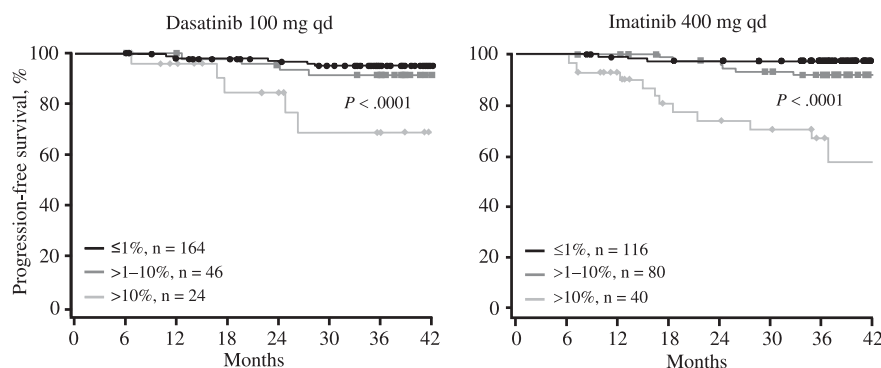 Dasatinib 100 mg qd
Progression-free survival, %
100
80
60
40
20
0
P < .0001
≤1%, n = 164
>1–10%, n = 46
>10%, n = 24
0 6 12 18 24 30 36 42
Months
Imatinib 400 mg qd
100
80
60
40
20
0
P < .0001
≤1%, n = 116
>1–10%, n = 80
>10%, n = 40
0 6 12 18 24 30 36 42
Months